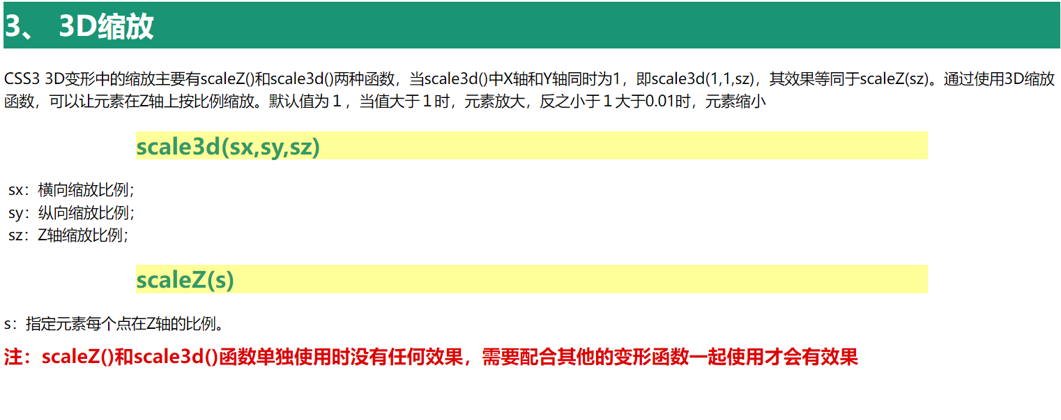 3、 3D缩放
CSS3 3D变形中的缩放主要有scaleZ()和scale3d()两种函数，当scale3d()中X轴和Y轴同时为1，即scale3d(1,1,sz)，其效果等同于scaleZ(sz)。通过使用3D缩放
函数，可以让元素在Z轴上按比例缩放。默认值为１，当值大于１时，元素放大，反之小于１大于0.01时，元素缩小
scale3d(sx,sy,sz)
sx：横向缩放比例；
sy：纵向缩放比例；
sz：Z轴缩放比例；
scaleZ(s)
s：指定元素每个点在Z轴的比例。
注：scaleZ()和scale3d()函数单独使用时没有任何效果，需要配合其他的变形函数一起使用才会有效果